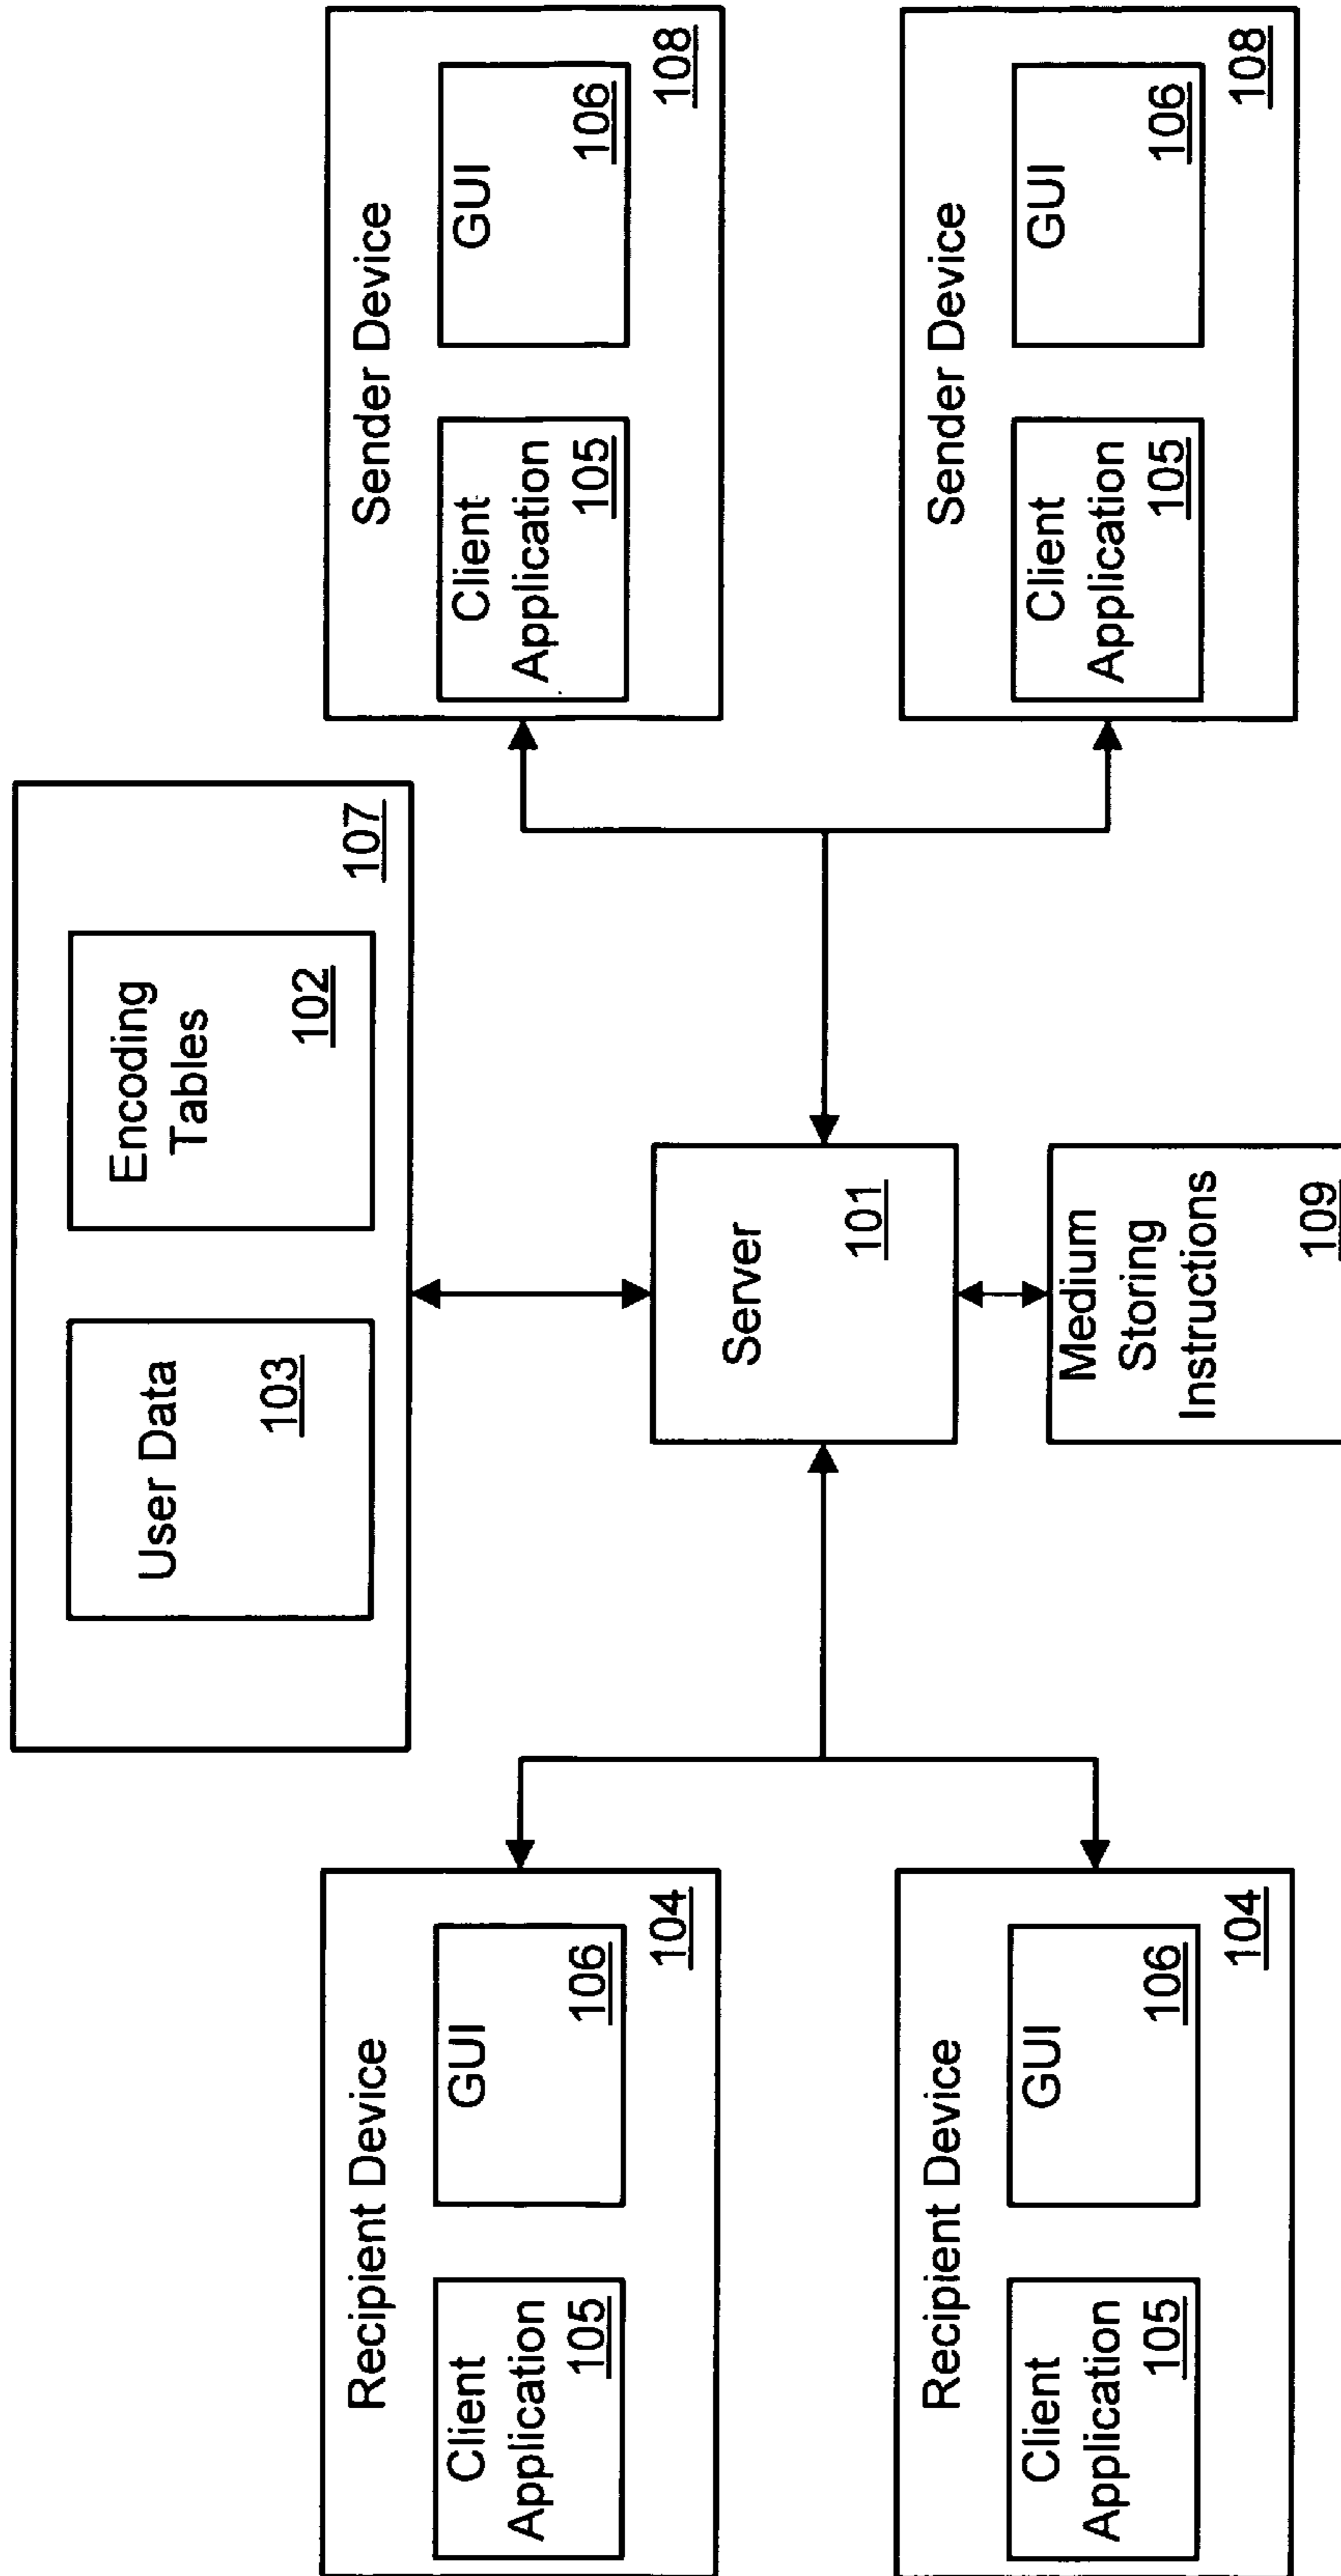 User Data
103
Encoding
Tables
102
107
Recipient Device
Client
Application
105
GUI
106
104
Recipient Device
Client
Application
105
GUI
106
104
Server
101
Medium
Storing
Instructions
109
Sender Device
Client
Application
105
GUI
106
108
Sender Device
Client
Application
105
GUI
106
108